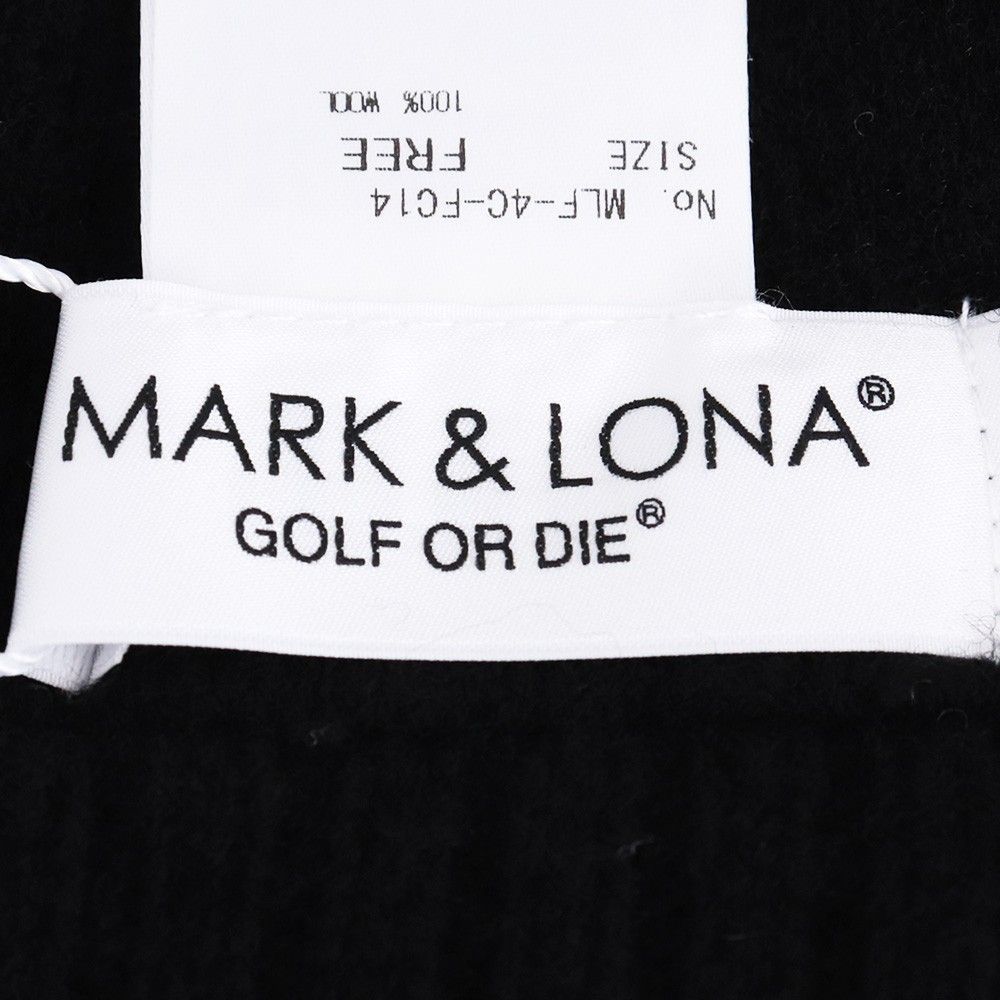 MARK & LONA®
GOLF OR DIE®
No. MLF-4C-FC14
SIZE FREE
100% WOOL